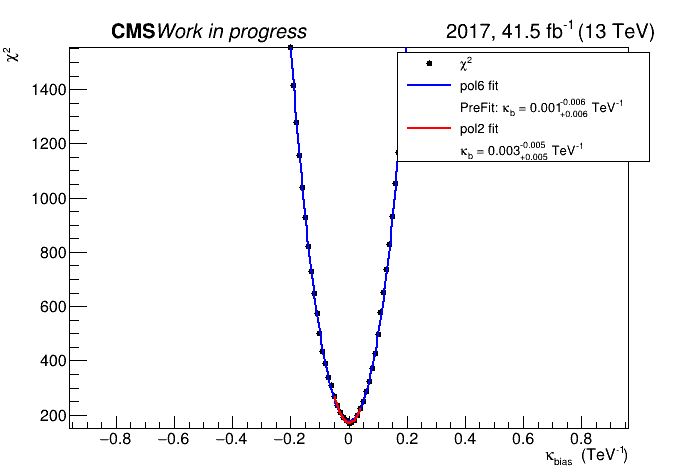 CMS Work in progress 2017, 41.5 fb⁻¹ (13 TeV)
χ²
χ²
pol6 fit
PreFit: κ_b = 0.001 -0.006 +0.006 TeV⁻¹
pol2 fit
κ_b = 0.003 -0.005 +0.005 TeV⁻¹
1400
1200
1000
800
600
400
200
−0.8 −0.6 −0.4 −0.2 0 0.2 0.4 0.6 0.8
κ_bias (TeV⁻¹)